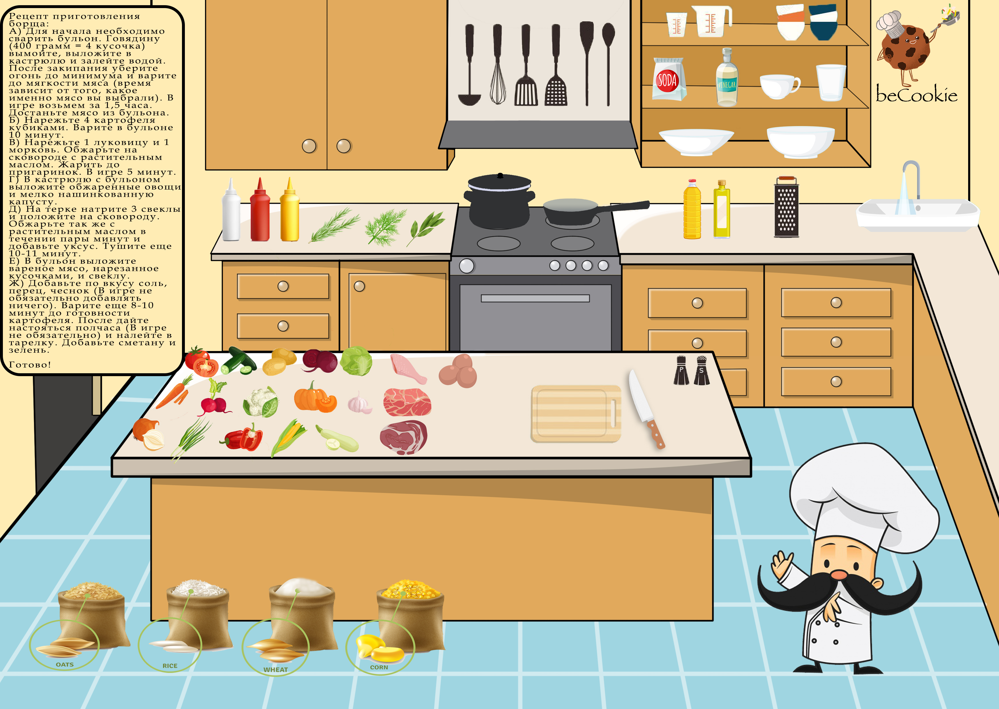 Рецепт приготовления
борща:
А) Для начала необходимо
сварить бульон. Говядину
(400 грамм = 4 кусочка)
вымойте, выложите в
кастрюлю и залейте водой.
После закипания уберите
огонь до минимума и варите
до мягкости мяса (время
зависит от того, какое
именно мясо вы выбрали). В
игре возьмем за 1,5 часа.
Достаньте мясо из бульона.
Б) Нарежьте 4 картофеля
кубиками. Варите в бульоне
10 минут.
В) Нарежьте 1 луковицу и 1
морковь. Обжарьте на
сковороде с растительным
маслом. Жарить до
пригаринок. В игре 5 минут.
Г) В кастрюлю с бульоном
выложите обжаренные овощи
и мелко нашинкованную
капусту.
Д) На терке натрите 3 свеклы
и положите на сковороду.
Обжарьте так же с
растительным маслом в
течении пары минут и
добавьте уксус. Тушите еще
10-11 минут.
Е) В бульон выложите
вареное мясо, нарезанное
кусочками, и свеклу.
Ж) Добавьте по вкусу соль,
перец, чеснок (В игре не
обязательно добавлять
ничего). Варите еще 8-10
минут до готовности
картофеля. После дайте
настояться полчаса (В игре
не обязательно) и налейте в
тарелку. Добавьте сметану и
зелень.
Готово!
SODA
VINEGAR
beCookie
P
S
OATS
RICE
WHEAT
CORN